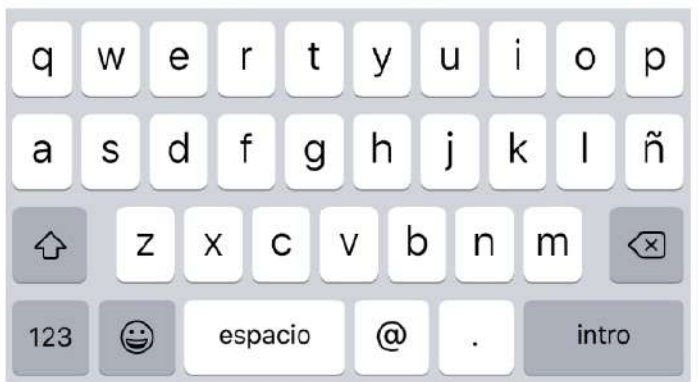 q w e r t y u i o p
a s d f g h j k l ñ
z x c v b n m
123 espacio @ . intro